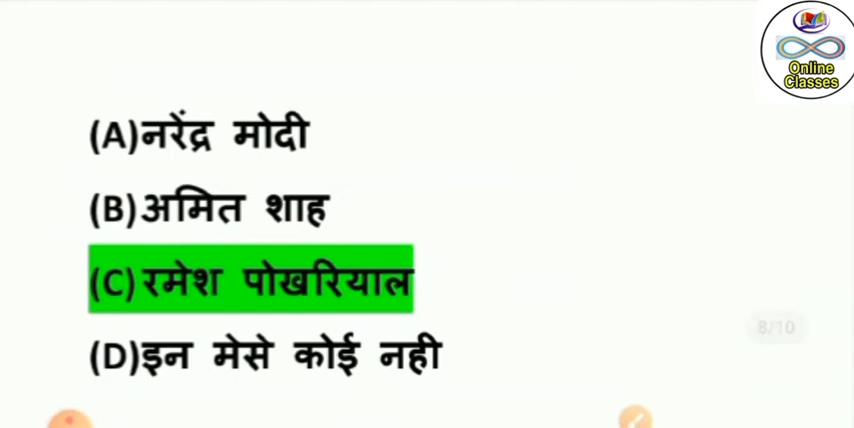 Online
Classes
(A)नरेंद्र मोदी
(B)अमित शाह
(C)रमेश पोखरियाल
(D)इन मेसे कोई नही
8/10